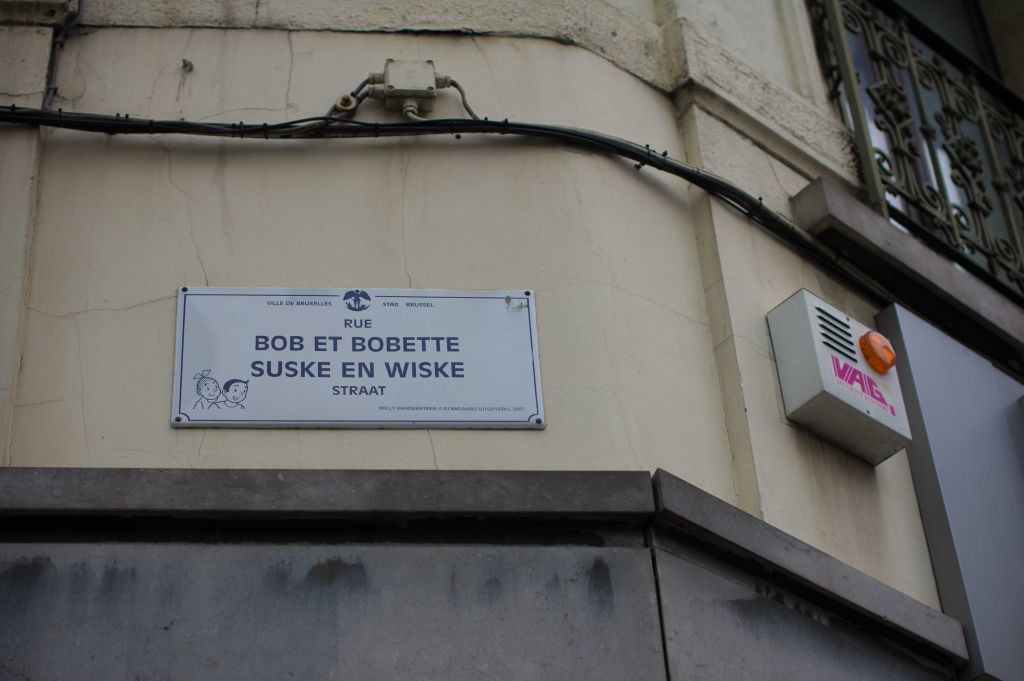 VILLE DE BRUXELLES STAD BRUSSEL
RUE
BOB ET BOBETTE
SUSKE EN WISKE
STRAAT
WILLY VANDERSTEEN © STANDAARD UITGEVERIJ, 2007
VAG